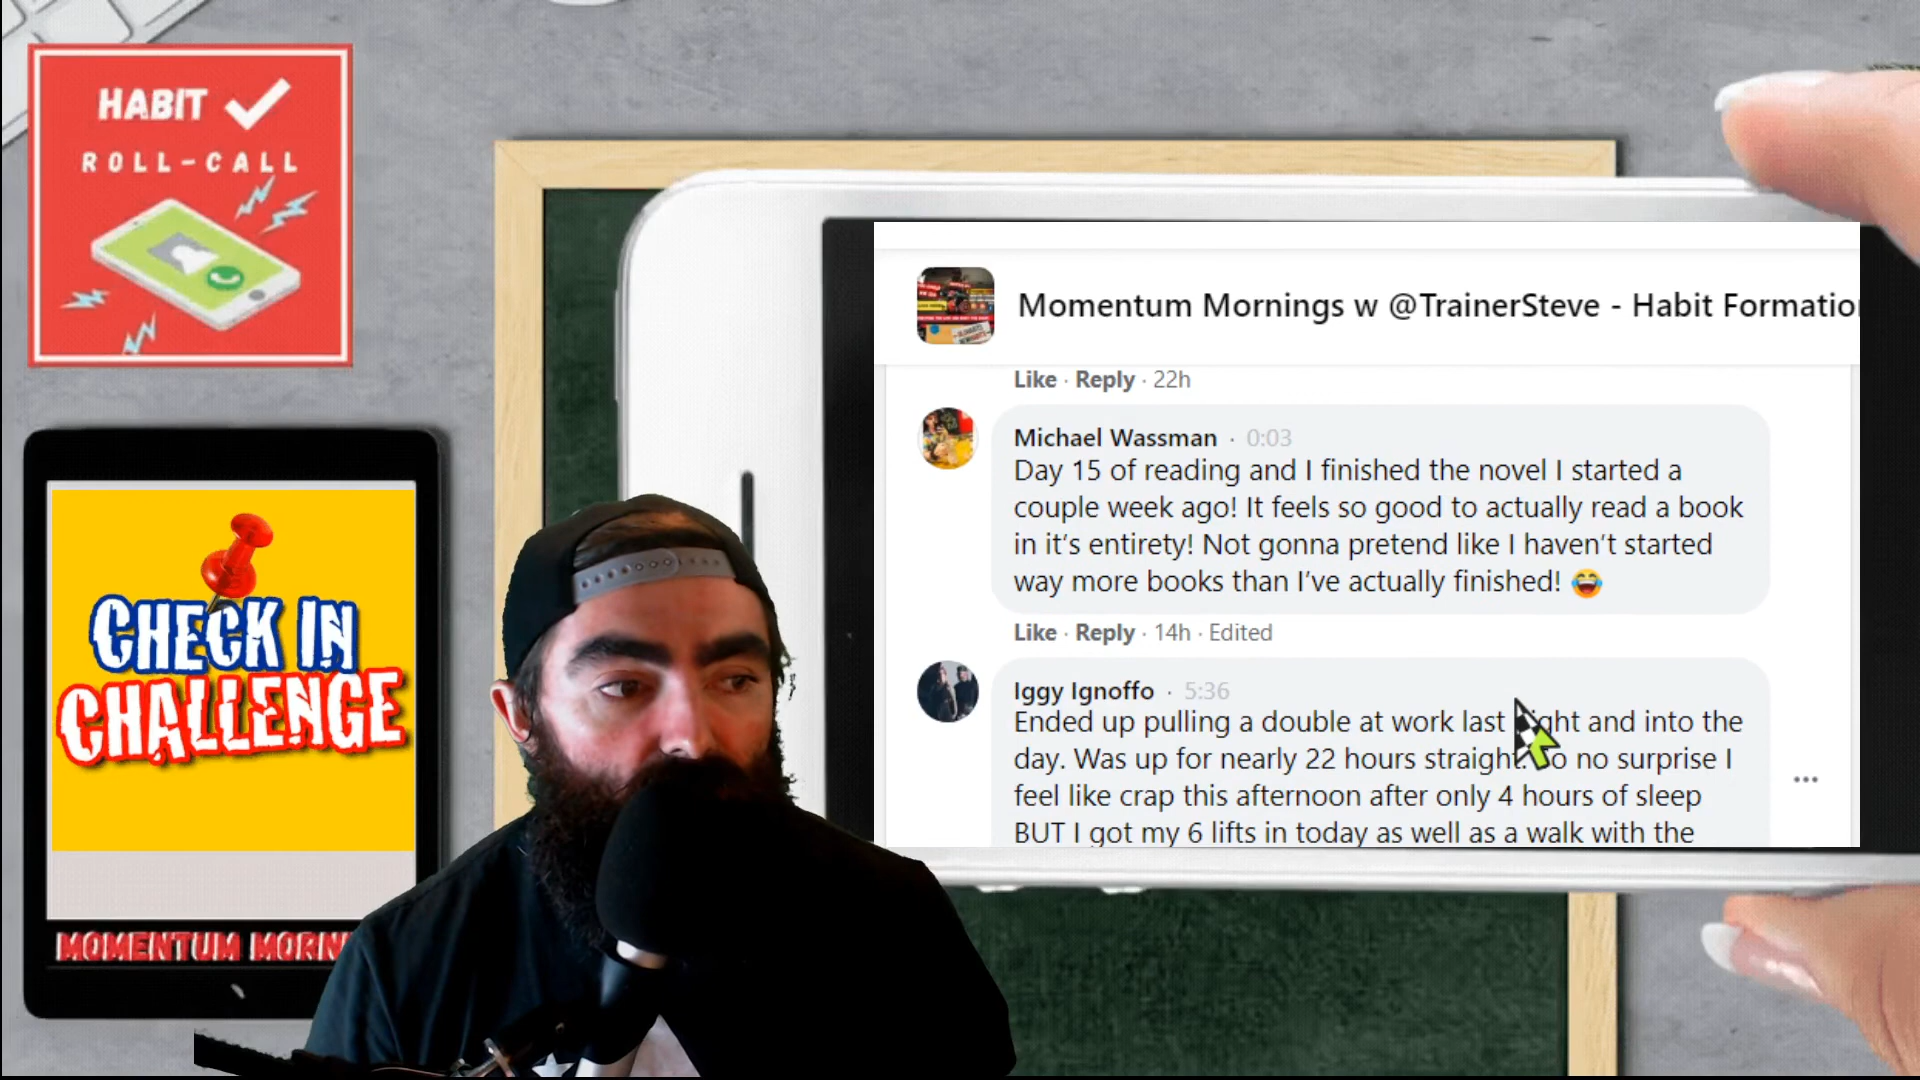 HABIT
ROLL-CALL
CHECK IN
CHALLENGE
MOMENTUM
Momentum Mornings w @TrainerSteve - Habit
Like · Reply · 22h
Michael Wassman · 0:03
Day 15 of reading and I finished the novel I started a
couple week ago! It feels so good to actually read a book
in it's entirety! Not gonna pretend like I haven't started
way more books than I've actually finished! 😂
Like · Reply · 14h · Edited
Iggy Ignoffo · 5:36
Ended up pulling a double at work last and into the
day. Was up for nearly 22 hours straight. no surprise I
feel like crap this afternoon after only 4 hours of sleep
BUT I got my 6 lifts in today as well as a walk with the